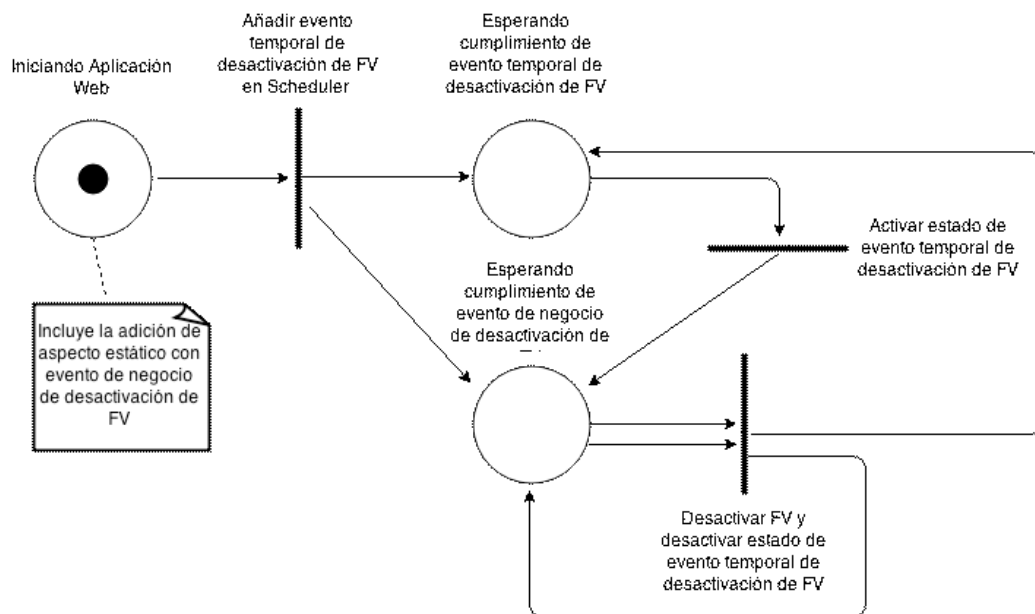 Iniciando Aplicación
Web
Añadir evento
temporal de
desactivación de FV
en Scheduler
Esperando
cumplimiento de
evento temporal de
desactivación de FV
Activar estado de
evento temporal de
desactivación de FV
Esperando
cumplimiento de
evento de negocio
de desactivación de
Incluye la adición de
aspecto estático con
evento de negocio
de desactivación de
FV
Desactivar FV y
desactivar estado de
evento temporal de
desactivación de FV